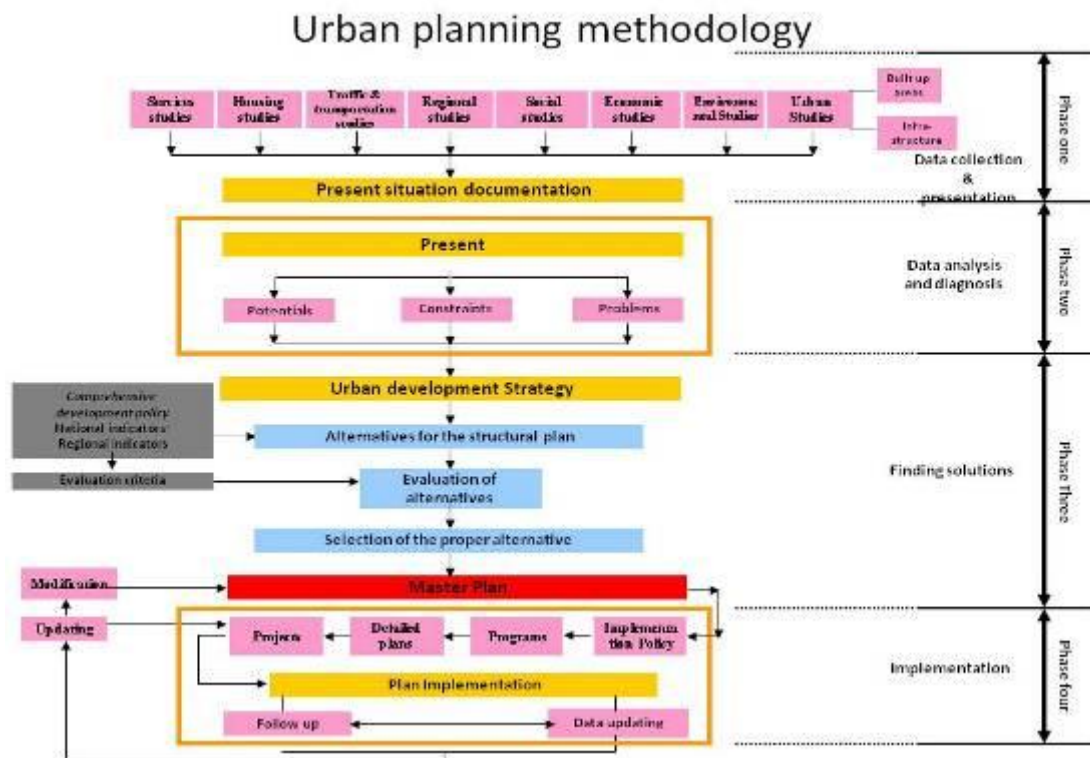 Urban planning methodology
Services
studies
Housing
studies
Traffic &
transportation
studies
Regional
studies
Social
studies
Economic
studies
Environme
ntal Studies
Urban
Studies
Built up
areas
Infra-
structure
Phase one
Data collection
&
presentation
Present situation documentation
Present
Potentials
Constraints
Problems
Data analysis
and diagnosis
Phase two
Urban development Strategy
Comprehensive
development policy
National indicators
Regional indicators
Alternatives for the structural plan
Evaluation criteria
Evaluation of
alternatives
Finding solutions
Phase Three
Selection of the proper alternative
Modification
Master Plan
Updating
Projects
Detailed
plans
Programs
Implementa
tion Policy
Plan Implementation
Follow up
Data updating
Implementation
Phase four